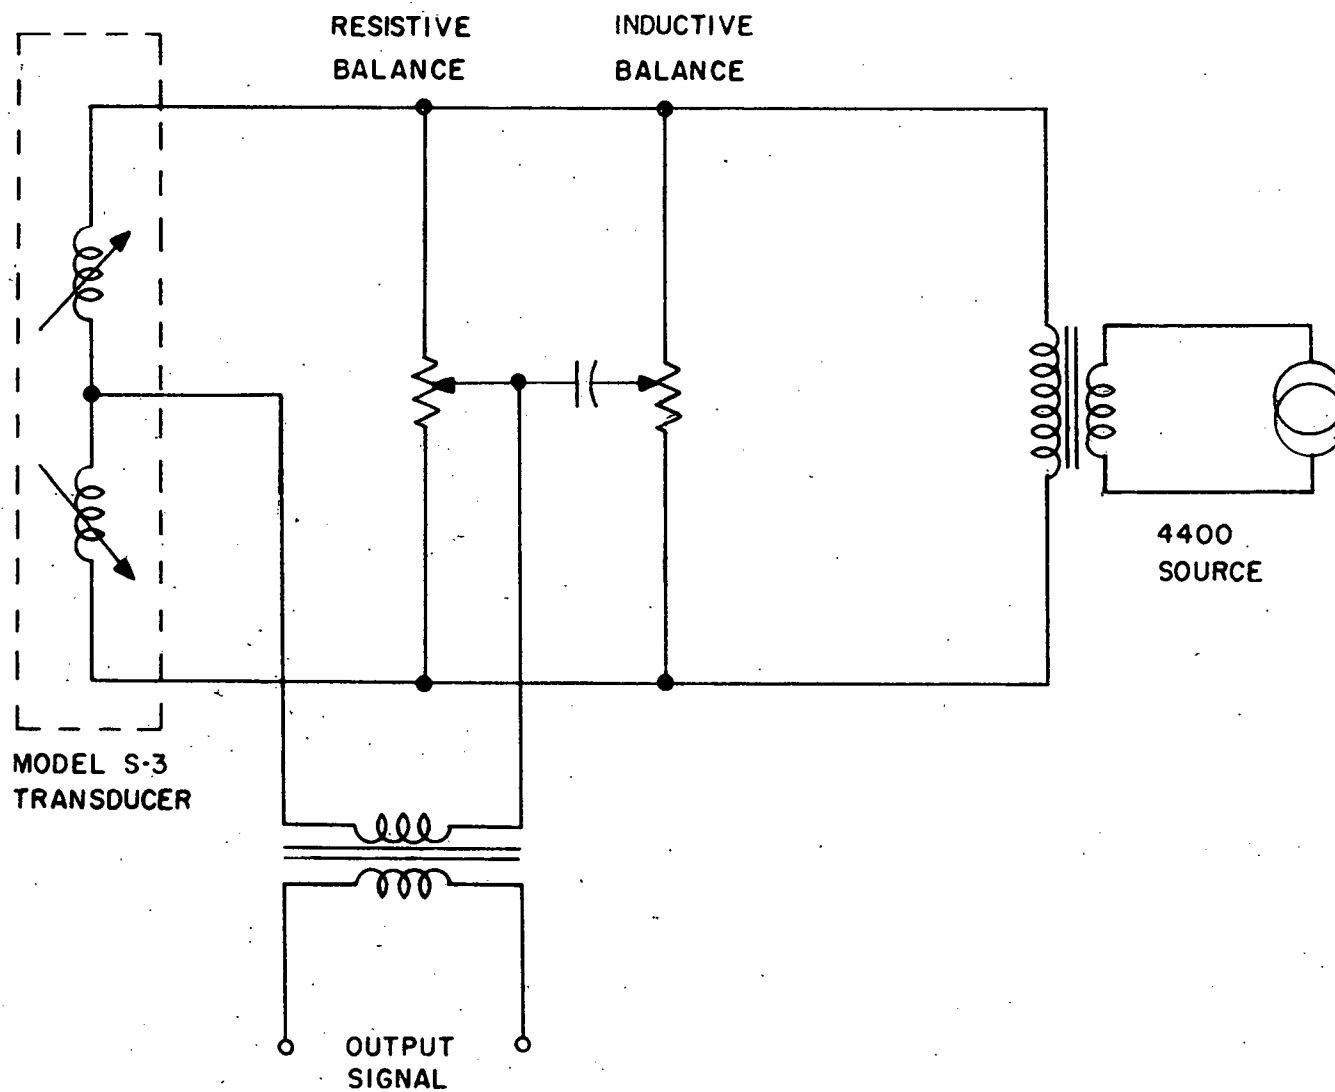 RESISTIVE
BALANCE
INDUCTIVE
BALANCE
4400
SOURCE
MODEL S-3
TRANSDUCER
OUTPUT
SIGNAL